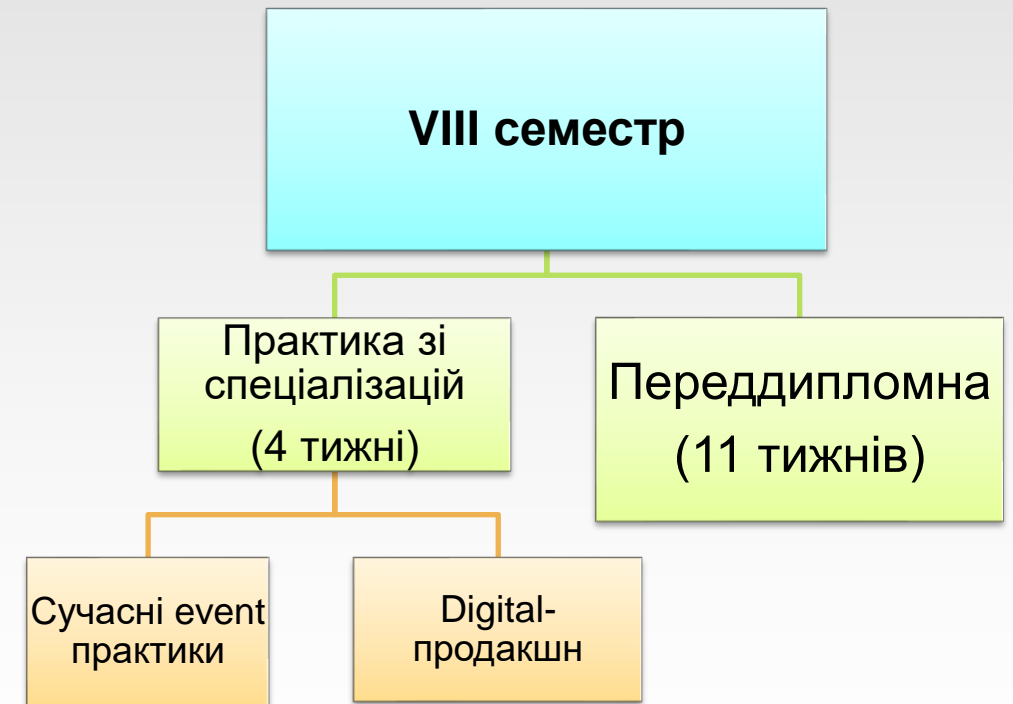 VIII семестр
Практика зі
спеціалізацій
(4 тижні)
Переддипломна
(11 тижнів)
Сучасні event
практики
Digital-
продакшн